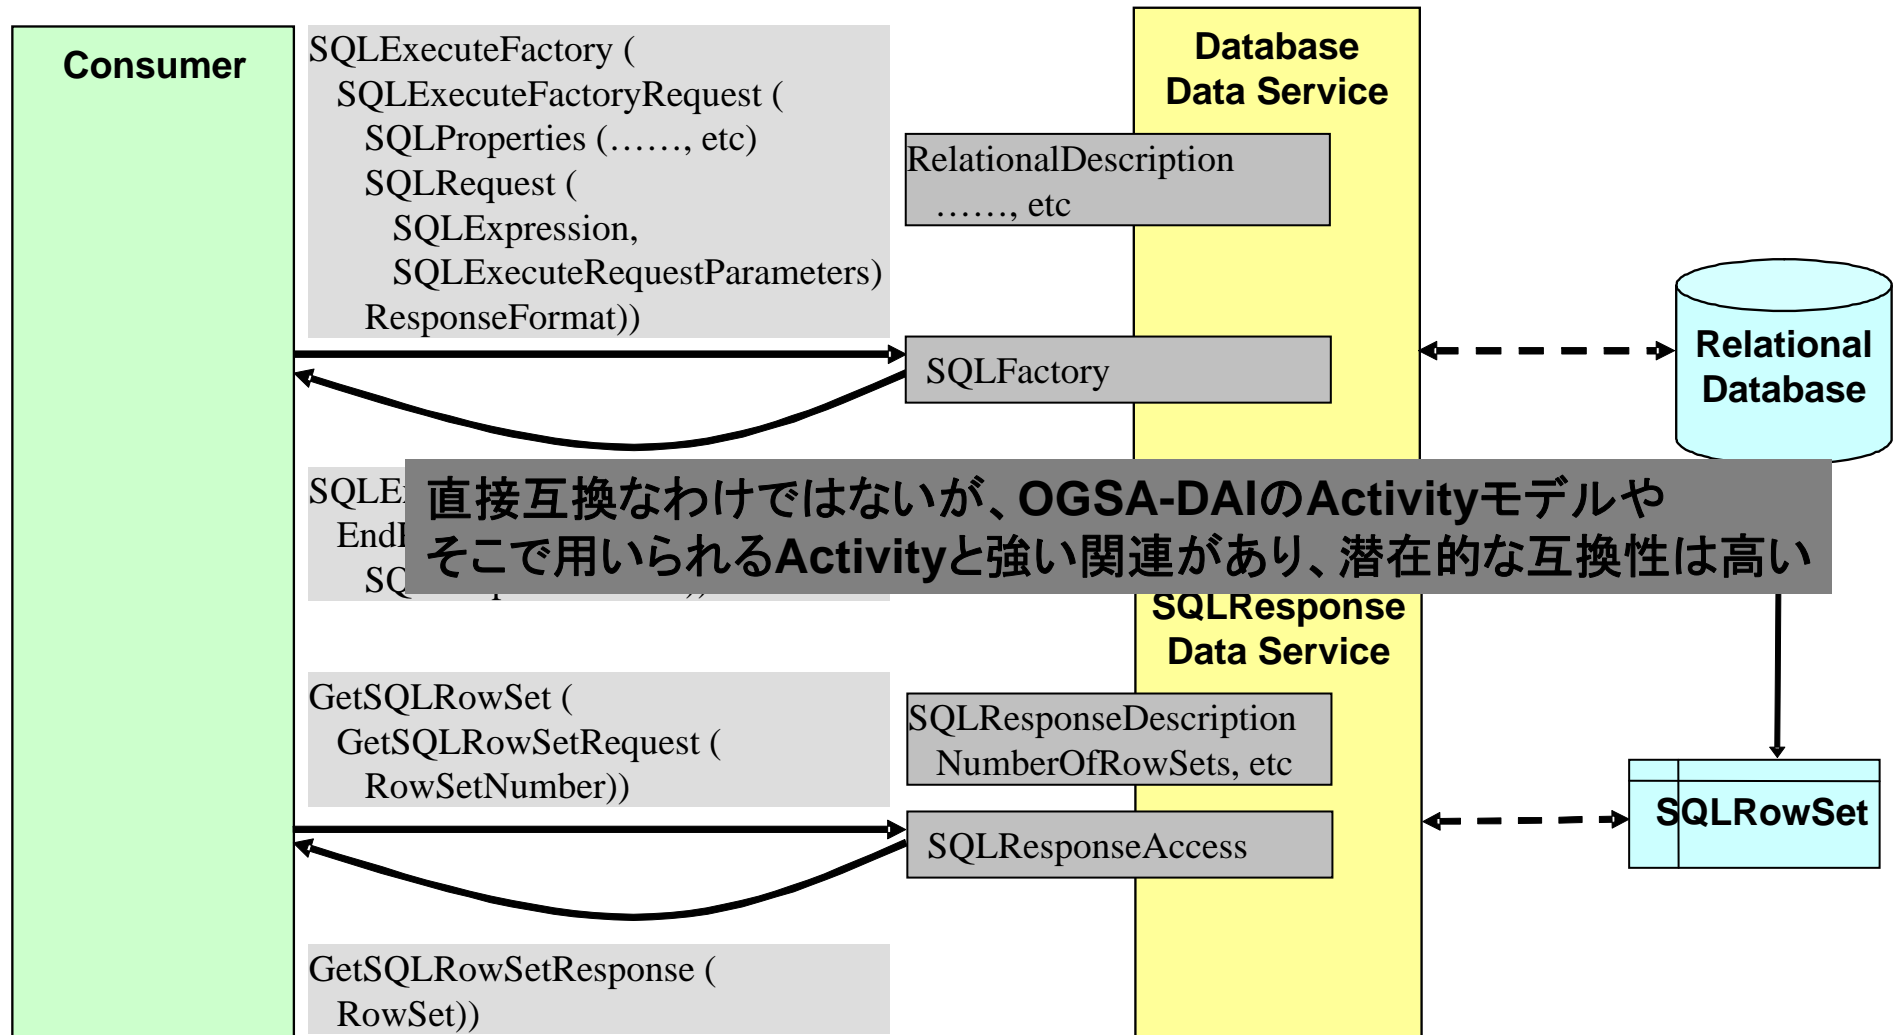 Consumer
SQLExecuteFactory (
SQLExecuteFactoryRequest (
SQLProperties (……, etc)
SQLRequest (
SQLExpression,
SQLExecuteRequestParameters)
ResponseFormat))
Database
Data Service
RelationalDescription
……, etc
SQLFactory
Relational
Database
直接互換なわけではないが、OGSA-DAIのActivityモデルや
そこで用いられるActivityと強い関連があり、潜在的な互換性は高い
SQLResponse
Data Service
GetSQLRowSet (
GetSQLRowSetRequest (
RowSetNumber))
SQLResponseDescription
NumberOfRowSets, etc
SQLResponseAccess
SQLRowSet
GetSQLRowSetResponse (
RowSet))